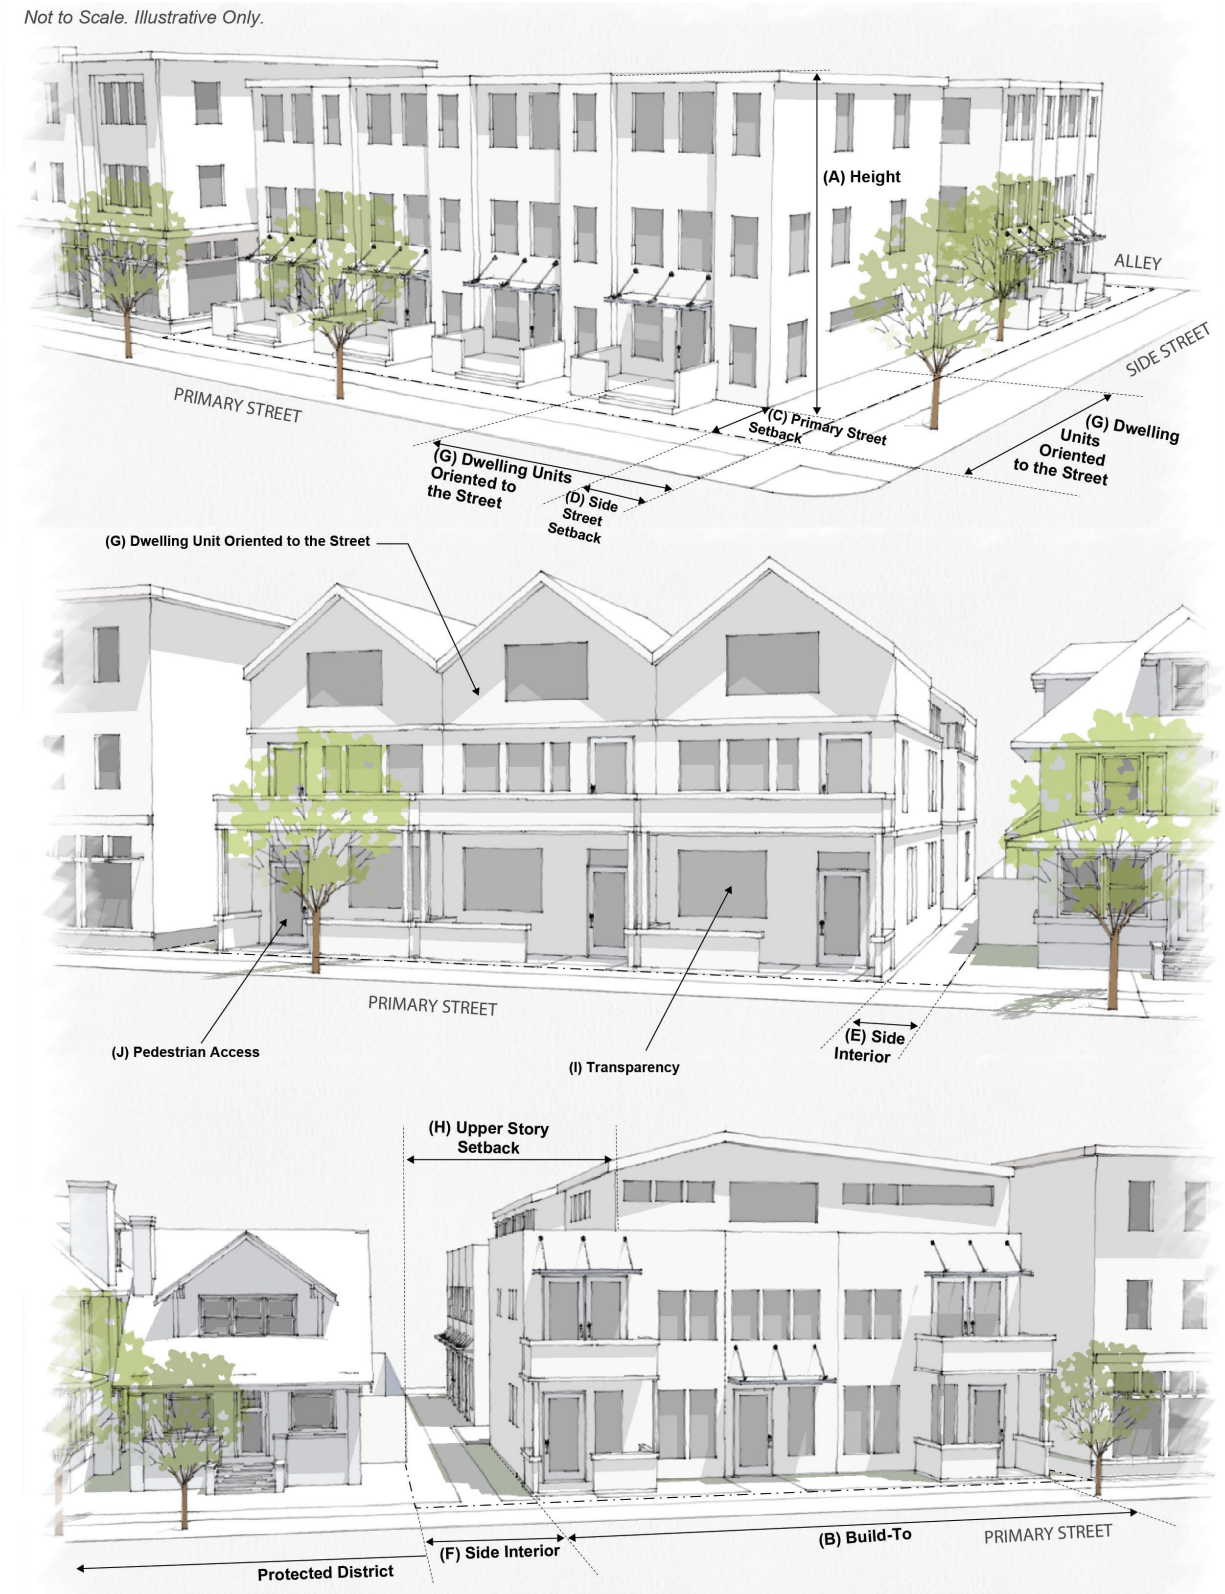 Not to Scale. Illustrative Only.
(A) Height
ALLEY
SIDE STREET
PRIMARY STREET
(C) Primary Street
Setback
(G) Dwelling
Units
Oriented
to the Street
(G) Dwelling Units
Oriented to
the Street
(D) Side
Street
Setback
(G) Dwelling Unit Oriented to the Street
PRIMARY STREET
(E) Side
Interior
(J) Pedestrian Access
(I) Transparency
(H) Upper Story
Setback
(B) Build-To
PRIMARY STREET
(F) Side Interior
Protected District